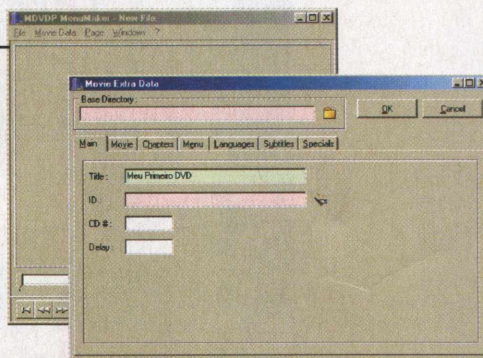 MDVDP MenuMaker - New File
File Movie Data Page Windows ?
Movie Extra Data
Base Directory:
OK Cancel
Main Movie Chapters Menu Languages Subtitles Specials
Title: Meu Primeiro DVD
ID:
CD #:
Delay: